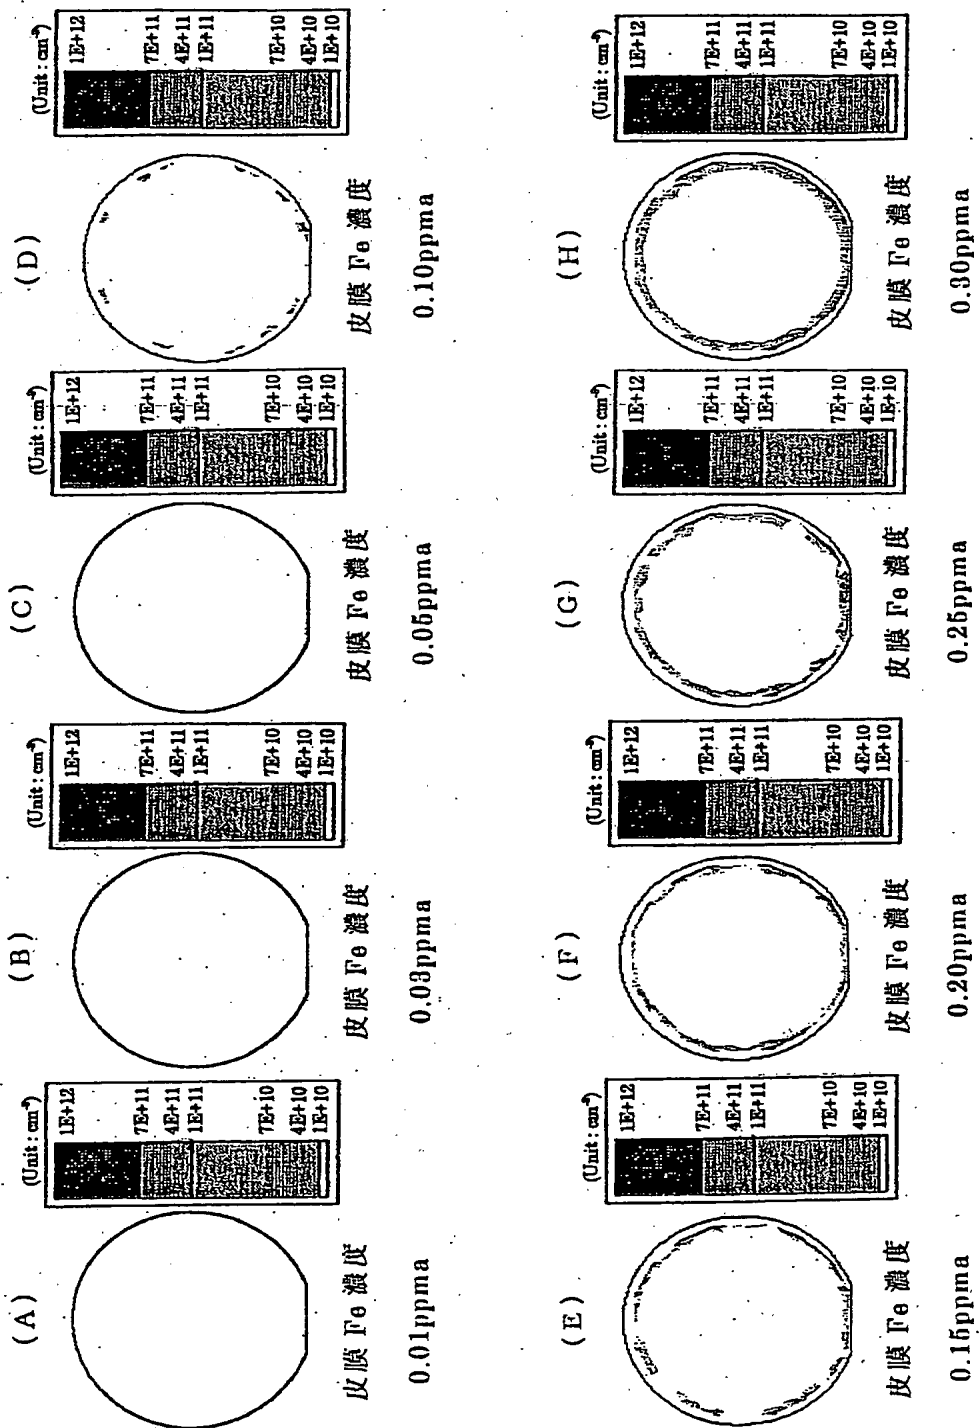 (A)
(Unit : cm⁻³)
1E+12
7E+11
4E+11
1E+11
7E+10
4E+10
1E+10
皮膜 Fe 濃度
0.01ppma
(B)
(Unit : cm⁻³)
1E+12
7E+11
4E+11
1E+11
7E+10
4E+10
1E+10
皮膜 Fe 濃度
0.03ppma
(C)
(Unit : cm⁻³)
1E+12
7E+11
4E+11
1E+11
7E+10
4E+10
1E+10
皮膜 Fe 濃度
0.05ppma
(D)
(Unit : cm⁻³)
1E+12
7E+11
4E+11
1E+11
7E+10
4E+10
1E+10
皮膜 Fe 濃度
0.10ppma
(E)
(Unit : cm⁻³)
1E+12
7E+11
4E+11
1E+11
7E+10
4E+10
1E+10
皮膜 Fe 濃度
0.15ppma
(F)
(Unit : cm⁻³)
1E+12
7E+11
4E+11
1E+11
7E+10
4E+10
1E+10
皮膜 Fe 濃度
0.20ppma
(G)
(Unit : cm⁻³)
1E+12
7E+11
4E+11
1E+11
7E+10
4E+10
1E+10
皮膜 Fe 濃度
0.25ppma
(H)
(Unit : cm⁻³)
1E+12
7E+11
4E+11
1E+11
7E+10
4E+10
1E+10
皮膜 Fe 濃度
0.30ppma